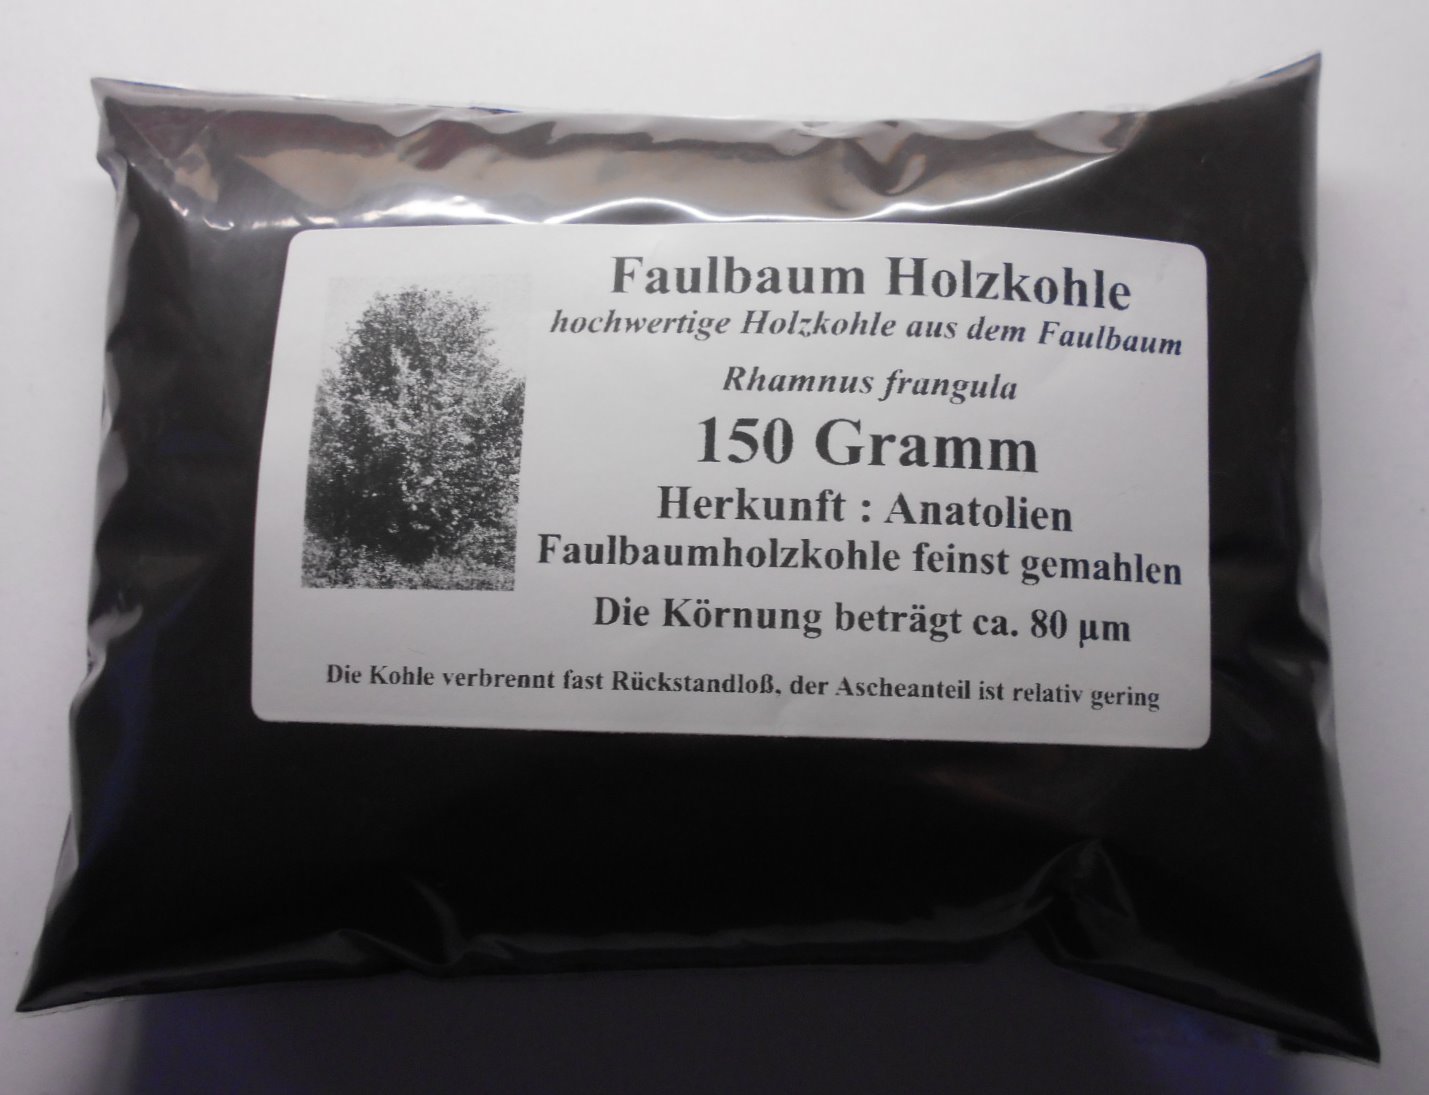 Faulbaum Holzkohle
hochwertige Holzkohle aus dem Faulbaum
Rhamnus frangula
150 Gramm
Herkunft : Anatolien
Faulbaumholzkohle feinst gemahlen
Die Körnung beträgt ca. 80 µm
Die Kohle verbrennt fast Rückstandloß, der Ascheanteil ist relativ gering